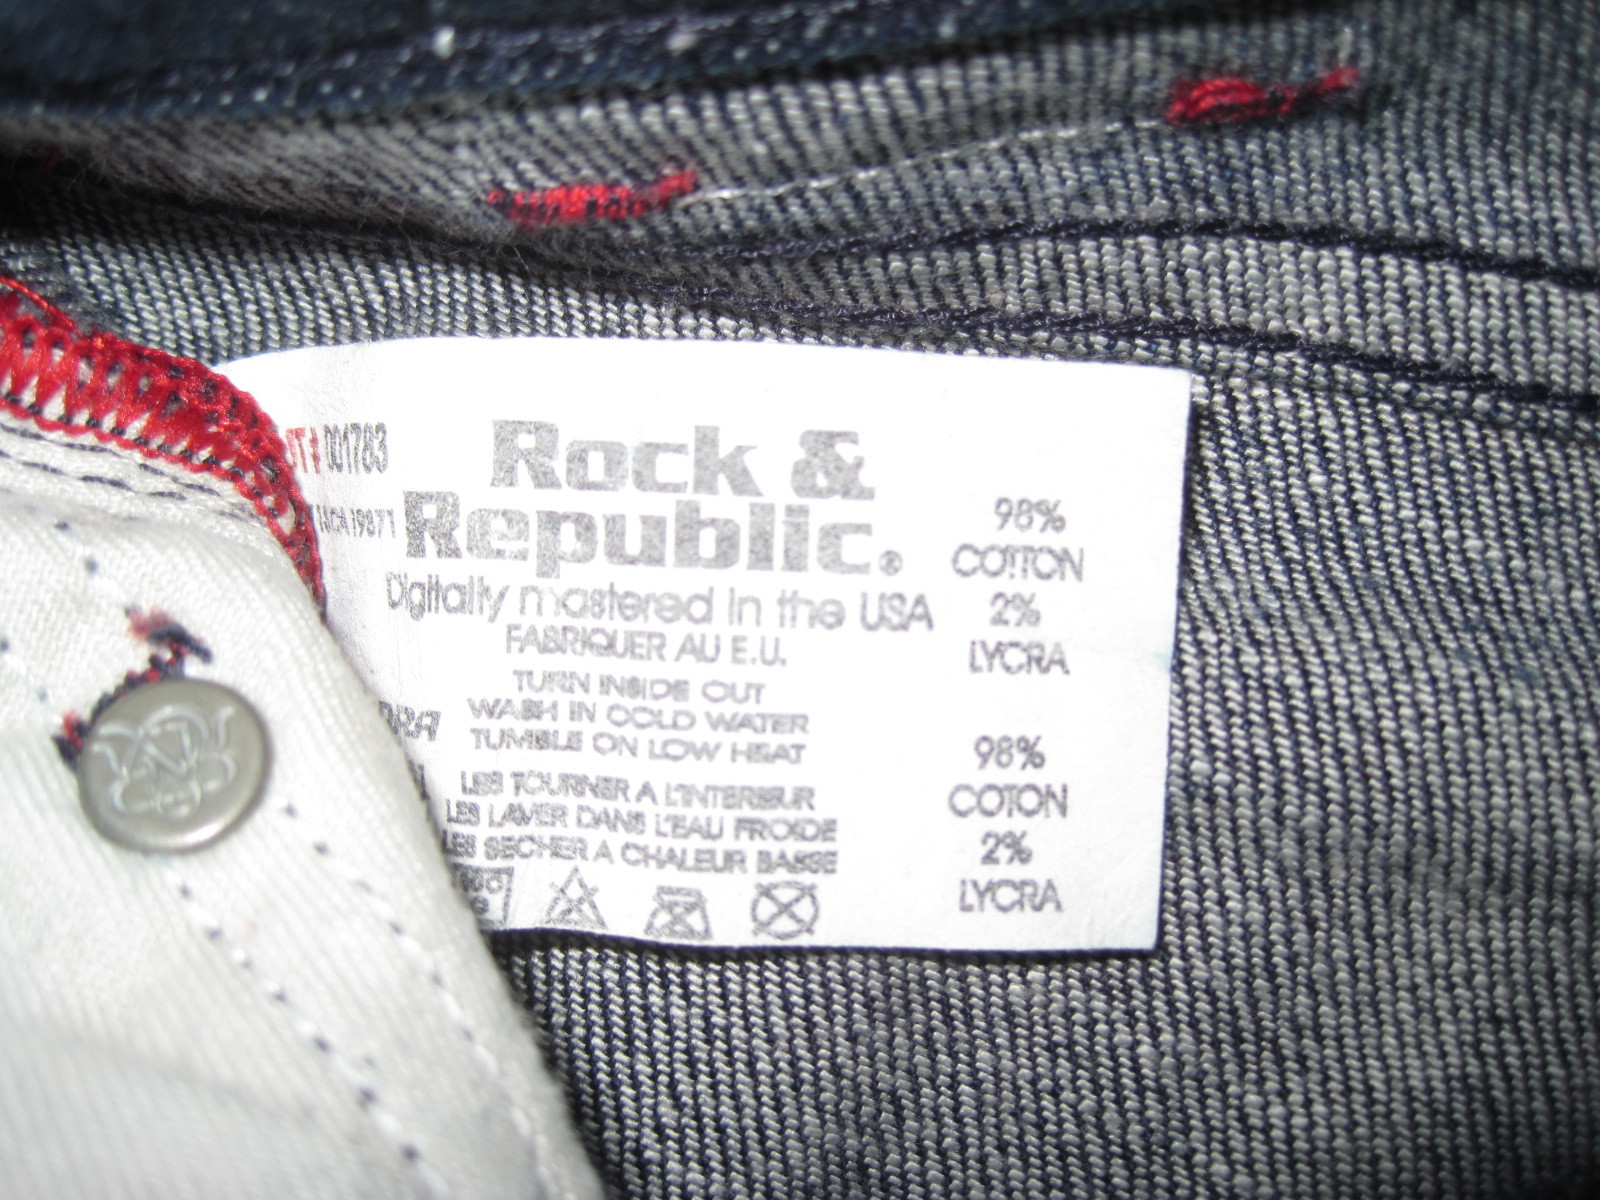 001783
Rock &
Republic.®
Digitally mastered in the USA
FABRIQUER AU E.U.
TURN INSIDE OUT
WASH IN COLD WATER
TUMBLE ON LOW HEAT
LES TOURNER A L'INTERIEUR
LES LAVER DANS L'EAU FROIDE
LES SECHER A CHALEUR BASSE
98%
COTTON
2%
LYCRA
98%
COTON
2%
LYCRA